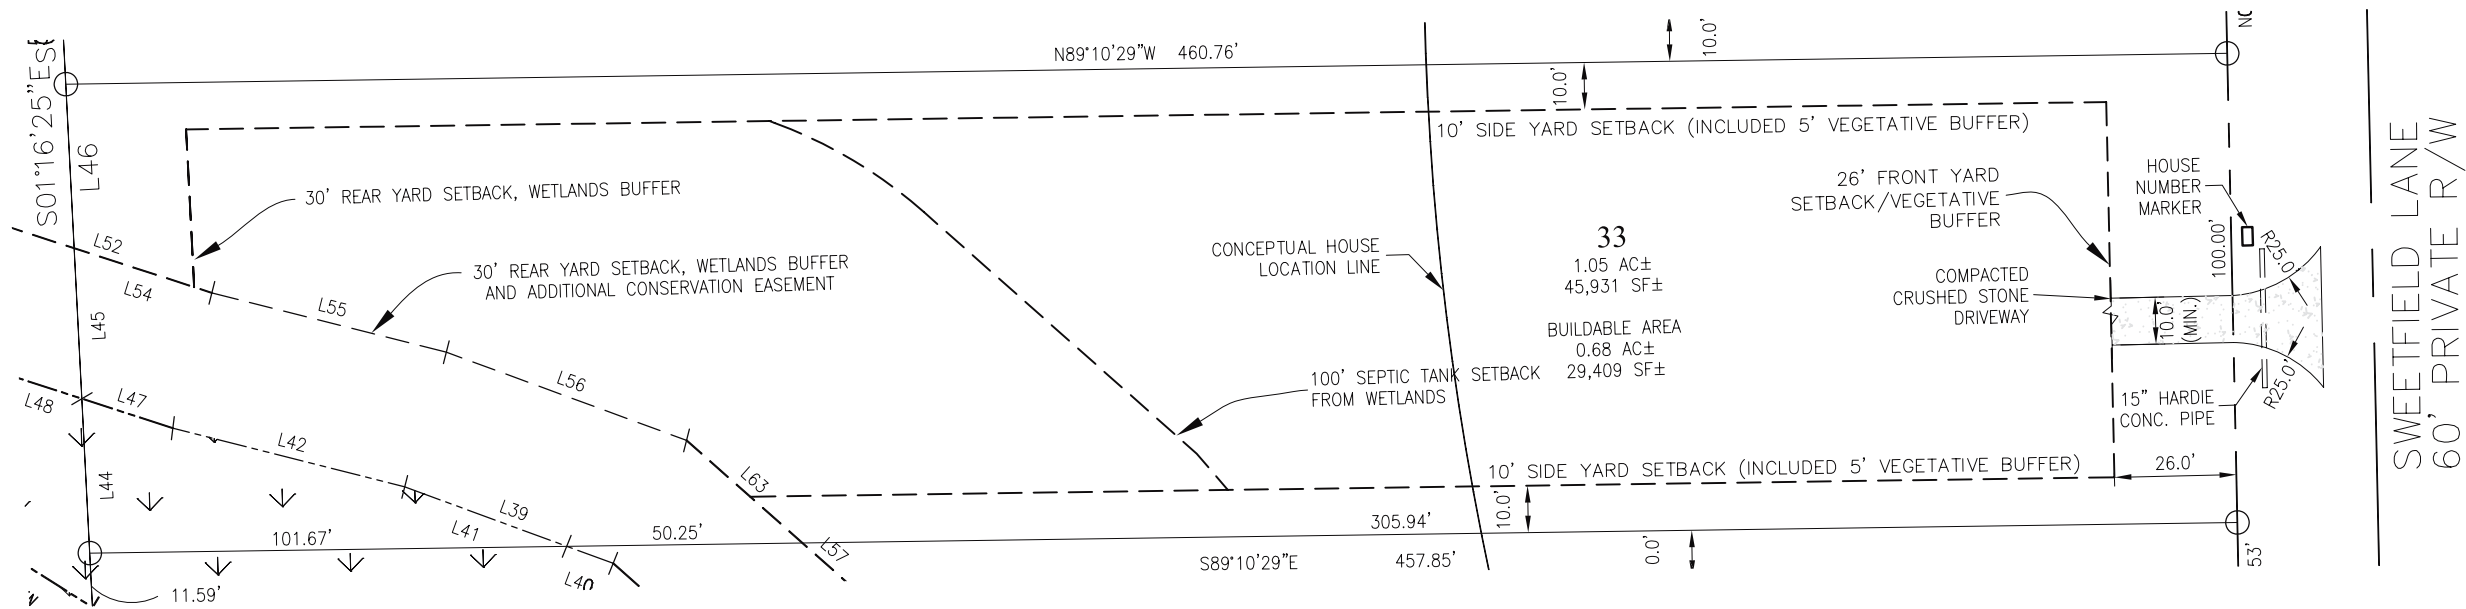 N89°10'29"W 460.76'
10.0'
10.0'
S01°16'25"E
L46
10' SIDE YARD SETBACK (INCLUDED 5' VEGETATIVE BUFFER)
30' REAR YARD SETBACK, WETLANDS BUFFER
26' FRONT YARD
SETBACK/VEGETATIVE
BUFFER
HOUSE
NUMBER
MARKER
SWEETFIELD LANE
60' PRIVATE R/W
L52
L54
L55
30' REAR YARD SETBACK, WETLANDS BUFFER
AND ADDITIONAL CONSERVATION EASEMENT
CONCEPTUAL HOUSE
LOCATION LINE
33
1.05 AC±
45,931 SF±
BUILDABLE AREA
0.68 AC±
29,409 SF±
COMPACTED
CRUSHED STONE
DRIVEWAY
100.00'
R25.0'
10.0'
(MIN.)
R25.0'
L45
L56
100' SEPTIC TANK SETBACK
FROM WETLANDS
15" HARDIE
CONC. PIPE
L48
L47
L42
L44
L63
10' SIDE YARD SETBACK (INCLUDED 5' VEGETATIVE BUFFER)
26.0'
L39
L41
10.0'
101.67'
50.25'
305.94'
L57
S89°10'29"E 457.85'
0.0'
53'
L40
11.59'